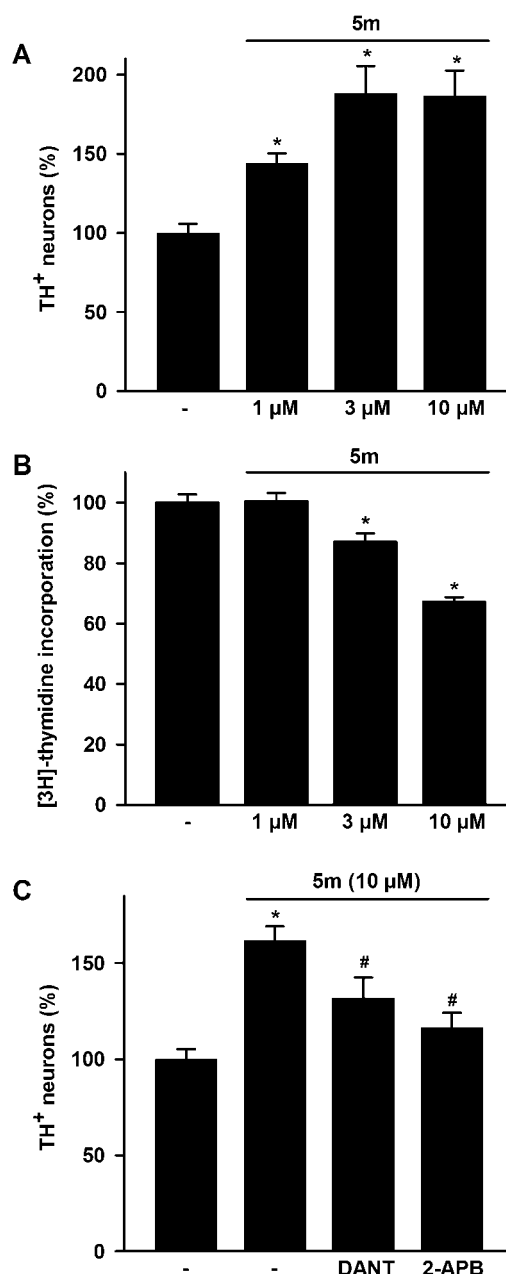 5m
A
200
150
100
50
0
TH+ neurons (%)
- 1 µM 3 µM 10 µM
* * *
B
5m
100
80
60
40
20
0
[3H]-thymidine incorporation (%)
- 1 µM 3 µM 10 µM
* *
C
5m (10 µM)
150
100
50
0
TH+ neurons (%)
- - DANT 2-APB
* # #